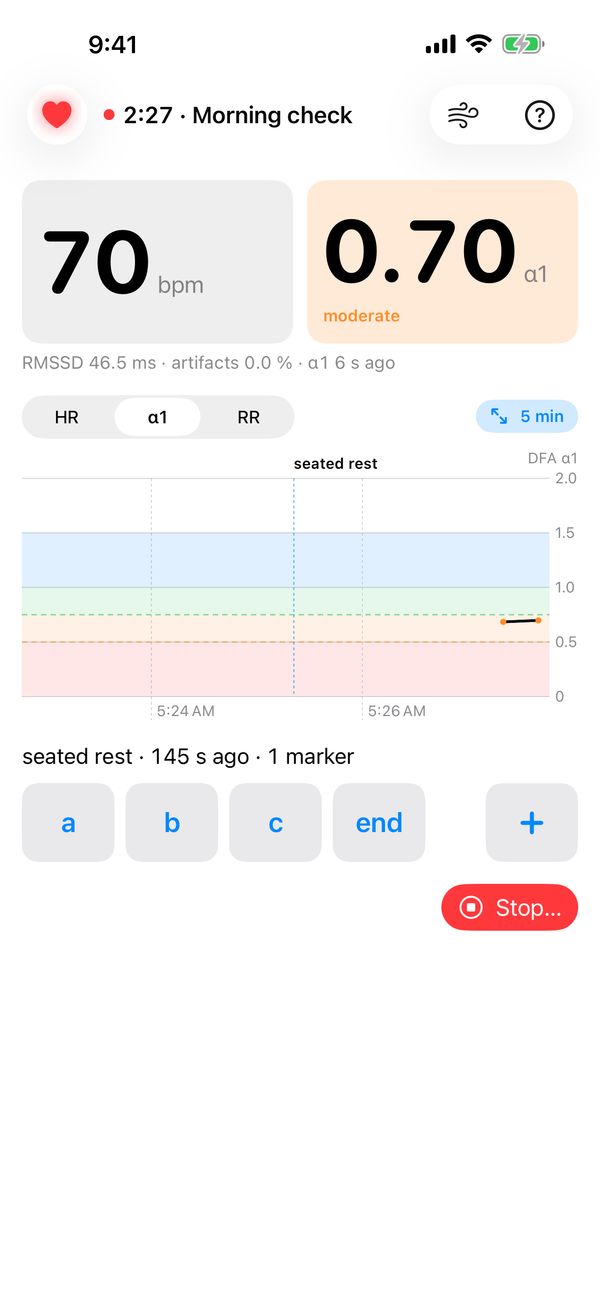 9:41
2:27 · Morning check
70 bpm
0.70 α1
moderate
RMSSD 46.5 ms · artifacts 0.0 % · α1 6 s ago
HR α1 RR 5 min
DFA α1
seated rest
2.0
1.5
1.0
0.5
0
5:24 AM 5:26 AM
seated rest · 145 s ago · 1 marker
a b c end +
Stop...